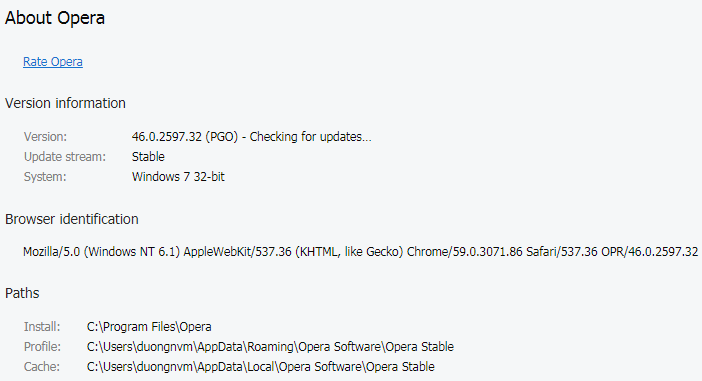 About Opera
Rate Opera
Version information
Version: 46.0.2597.32 (PGO) - Checking for updates...
Update stream: Stable
System: Windows 7 32-bit
Browser identification
Mozilla/5.0 (Windows NT 6.1) AppleWebKit/537.36 (KHTML, like Gecko) Chrome/59.0.3071.86 Safari/537.36 OPR/46.0.2597.32
Paths
Install: C:\Program Files\Opera
Profile: C:\Users\duongnvm\AppData\Roaming\Opera Software\Opera Stable
Cache: C:\Users\duongnvm\AppData\Local\Opera Software\Opera Stable